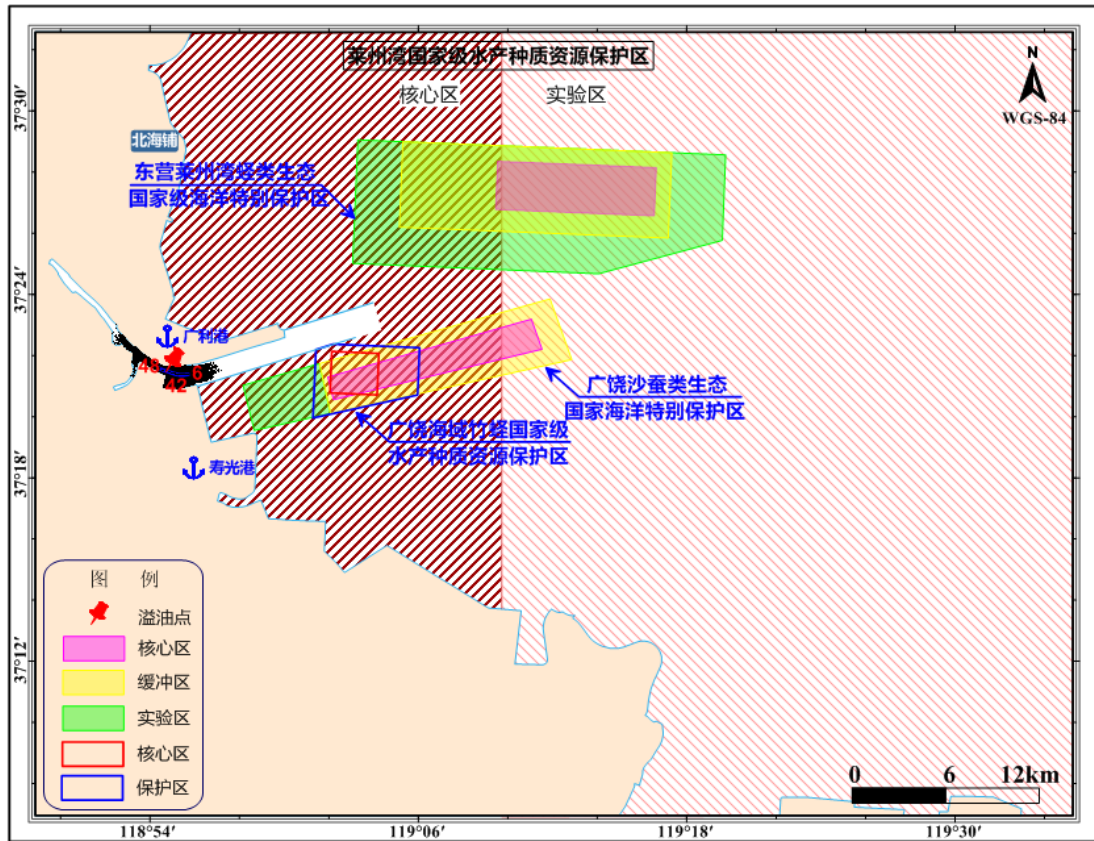 莱州湾国家级水产种质资源保护区
核心区
实验区
N
WGS-84
北海铺
东营莱州湾蛏类生态
国家级海洋特别保护区
广利港
48
6
42
广饶沙蚕类生态
国家海洋特别保护区
广饶海域竹蛏国家级
水产种质资源保护区
寿光港
图 例
溢油点
核心区
缓冲区
实验区
核心区
保护区
0 6 12km
37°30′
37°24′
37°18′
37°12′
118°54′ 119°06′ 119°18′ 119°30′